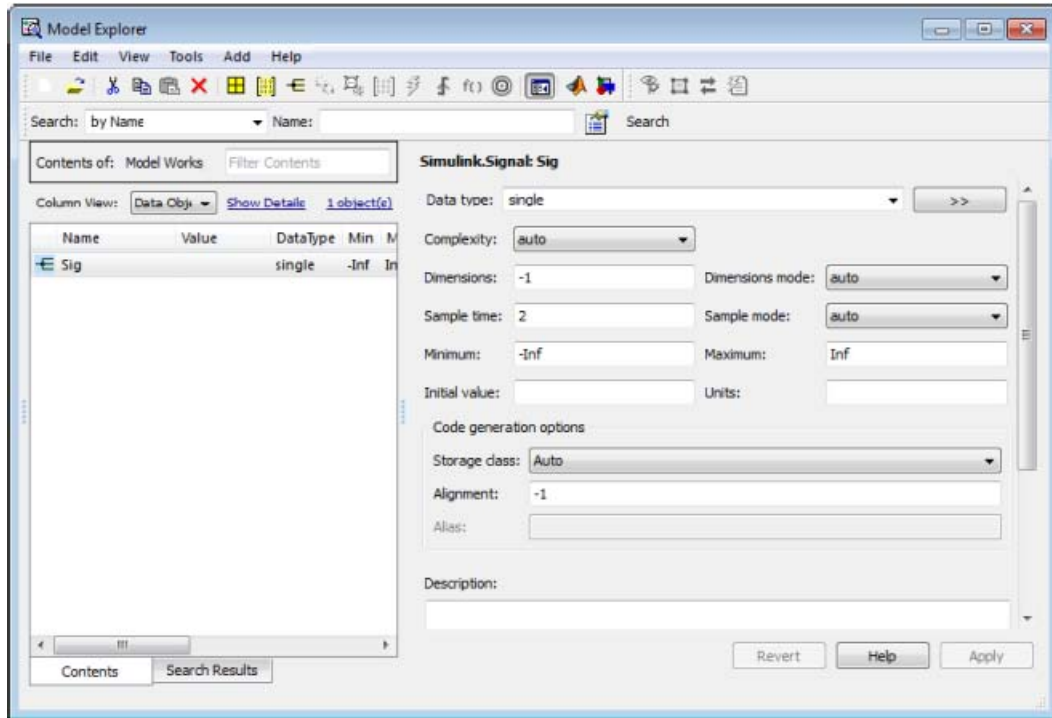 Model Explorer
File Edit View Tools Add Help
f()
Search: by Name Name: Search
Contents of: Model Works Filter Contents
Column View: Data Obj Show Details 1 object(s)
Name Value DataType Min M
Sig single -Inf In
Contents Search Results
Simulink.Signal: Sig
Data type: single >>
Complexity: auto
Dimensions: -1 Dimensions mode: auto
Sample time: 2 Sample mode: auto
Minimum: -Inf Maximum: Inf
Initial value: Units:
Code generation options
Storage class: Auto
Alignment: -1
Alias:
Description:
Revert Help Apply